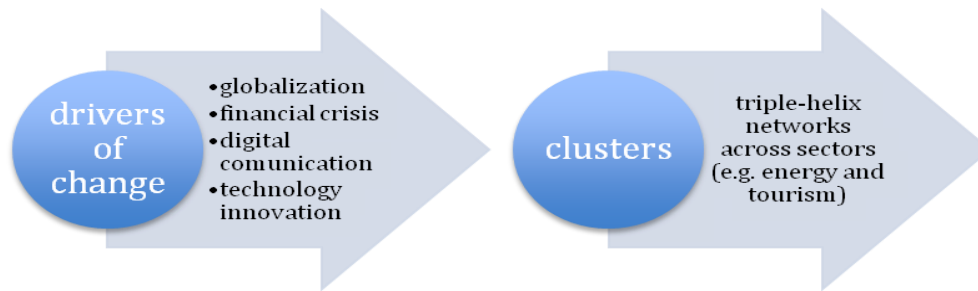 drivers
of
change
•globalization
•financial crisis
•digital
comunication
•technology
innovation
clusters
triple-helix
networks
across sectors
(e.g. energy and
tourism)